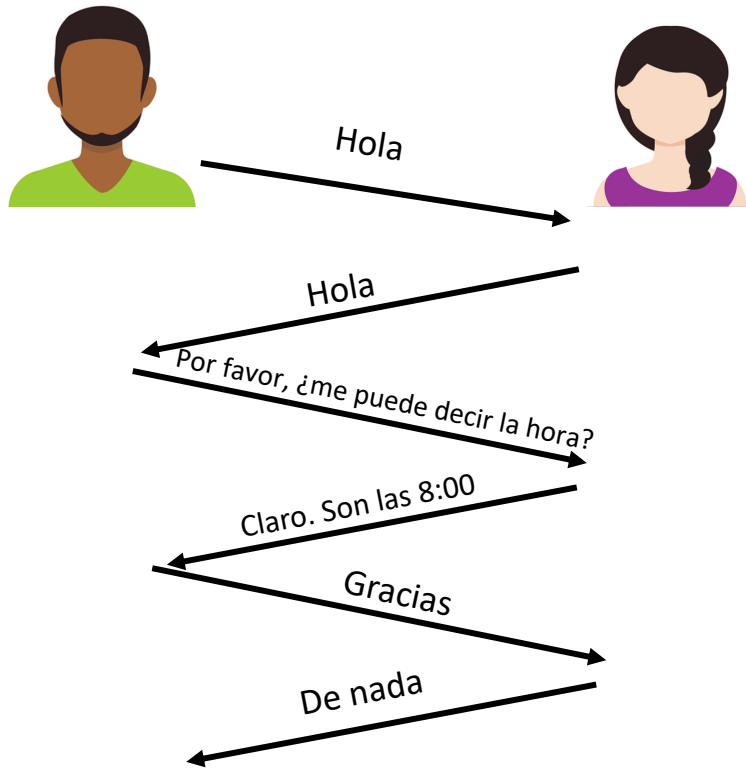 Hola
Hola
Por favor, ¿me puede decir la hora?
Claro. Son las 8:00
Gracias
De nada